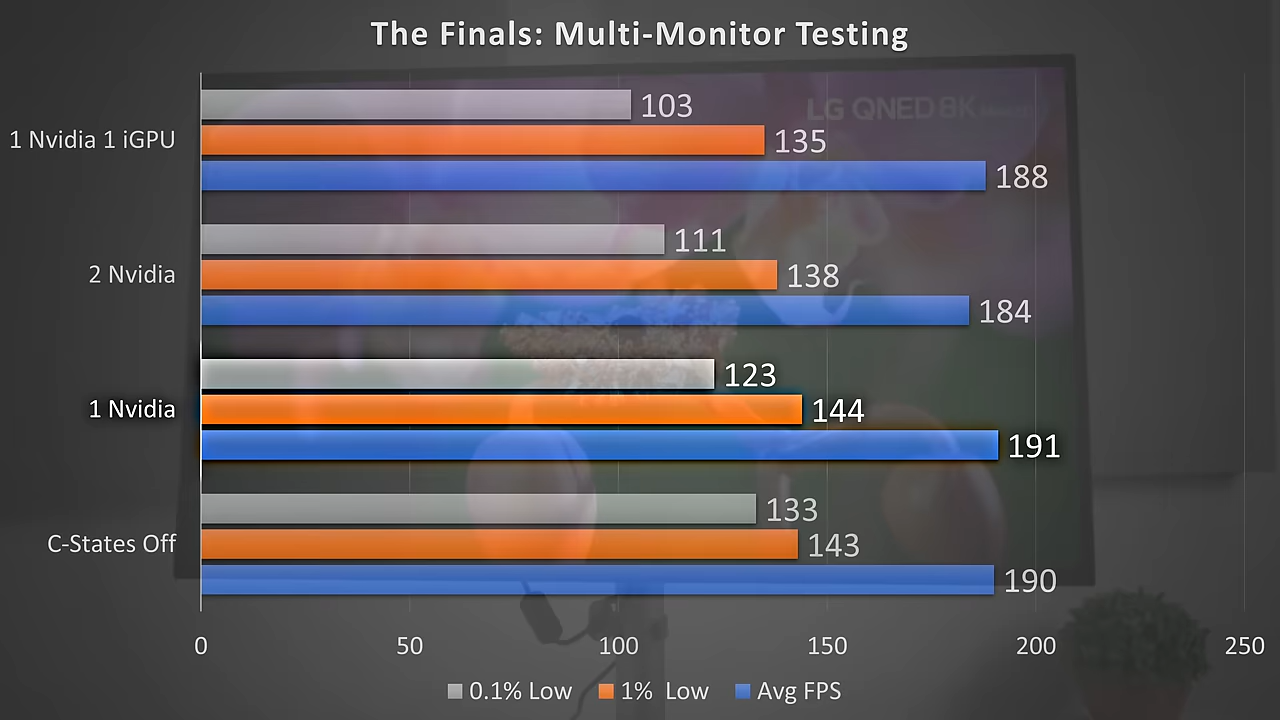 The Finals: Multi-Monitor Testing
LG QNED 8K
1 Nvidia 1 iGPU
103
135
188
2 Nvidia
111
138
184
1 Nvidia
123
144
191
C-States Off
133
143
190
0 50 100 150 200 250
0.1% Low 1% Low Avg FPS